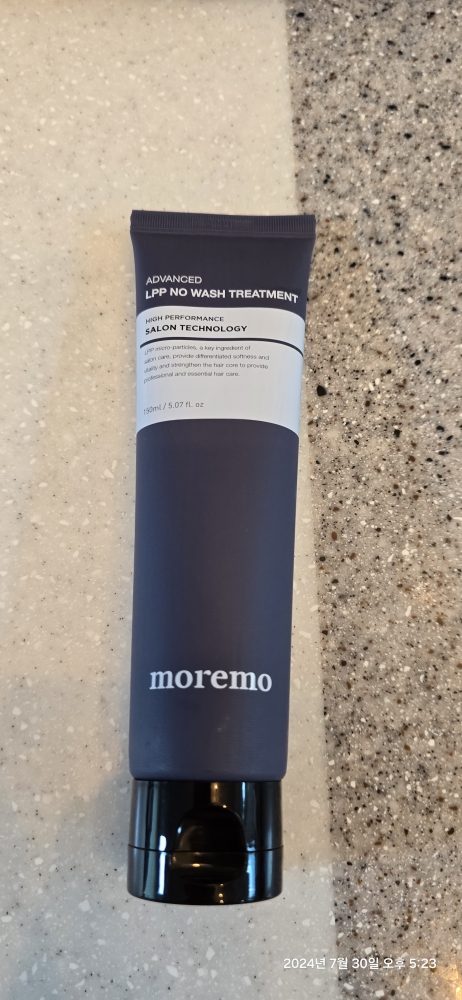 ADVANCED
LPP NO WASH TREATMENT
HIGH PERFORMANCE
SALON TECHNOLOGY
LPP micro-particles, a key ingredient of
salon care, provide differentiated softness and
vitality and strengthen the hair core to provide
professional and essential hair care.
150ml / 5.07 fl. oz
moremo
2024년 7월 30일 오후 5:23